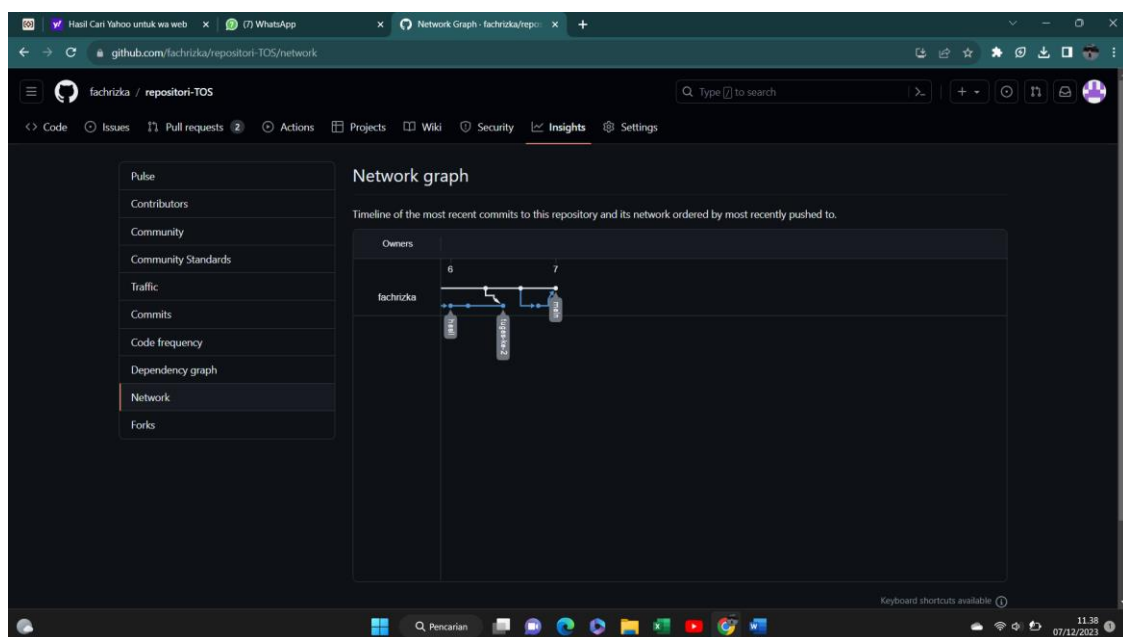 Hasil Cari Yahoo untuk wa web
(7) WhatsApp
Network Graph · fachrizka/repo
github.com/fachrizka/repositori-TOS/network
fachrizka / repositori-TOS
Type / to search
Code Issues Pull requests 2 Actions Projects Wiki Security Insights Settings
Pulse
Contributors
Community
Community Standards
Traffic
Commits
Code frequency
Dependency graph
Network
Forks
Network graph
Timeline of the most recent commits to this repository and its network ordered by most recently pushed to.
Owners
6 7
fachrizka
hasil
tugas-ke-2
main
Keyboard shortcuts available
Pencarian
11.38
07/12/2023